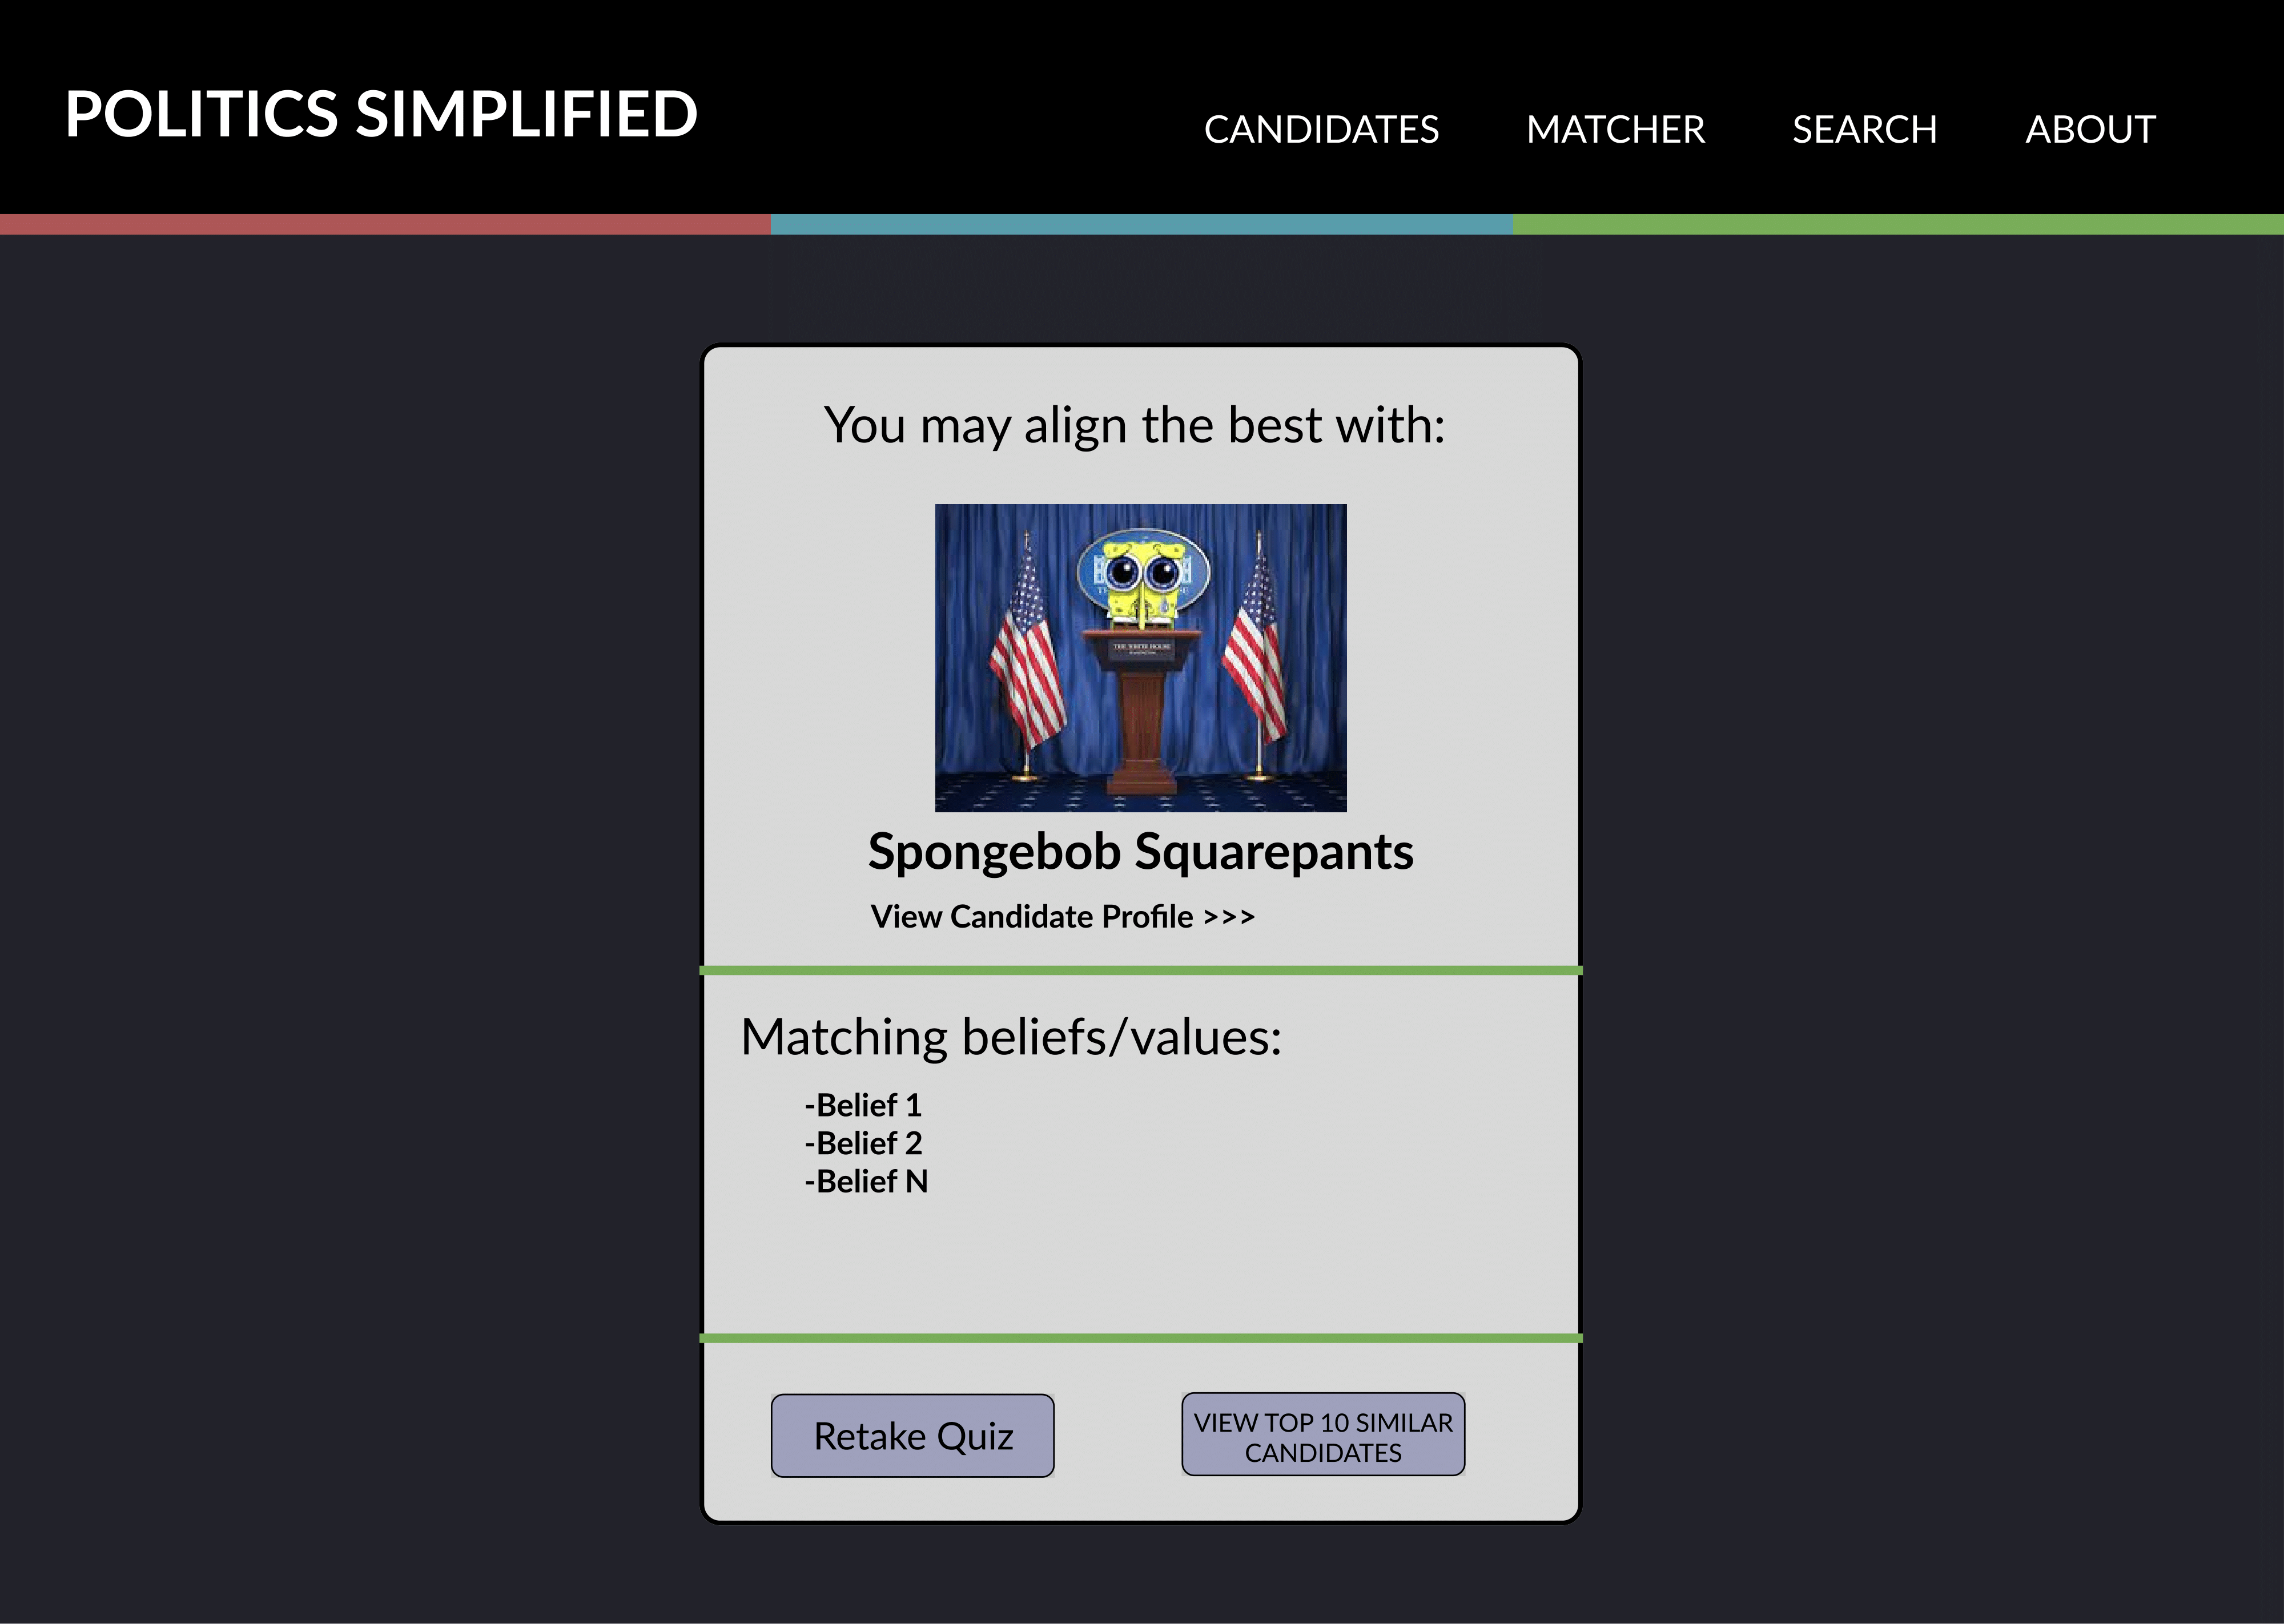 POLITICS SIMPLIFIED
CANDIDATES MATCHER SEARCH ABOUT
You may align the best with:
THE WHITE HOUSE
Spongebob Squarepants
View Candidate Profile >>>
Matching beliefs/values:
-Belief 1
-Belief 2
-Belief N
Retake Quiz
VIEW TOP 10 SIMILAR
CANDIDATES